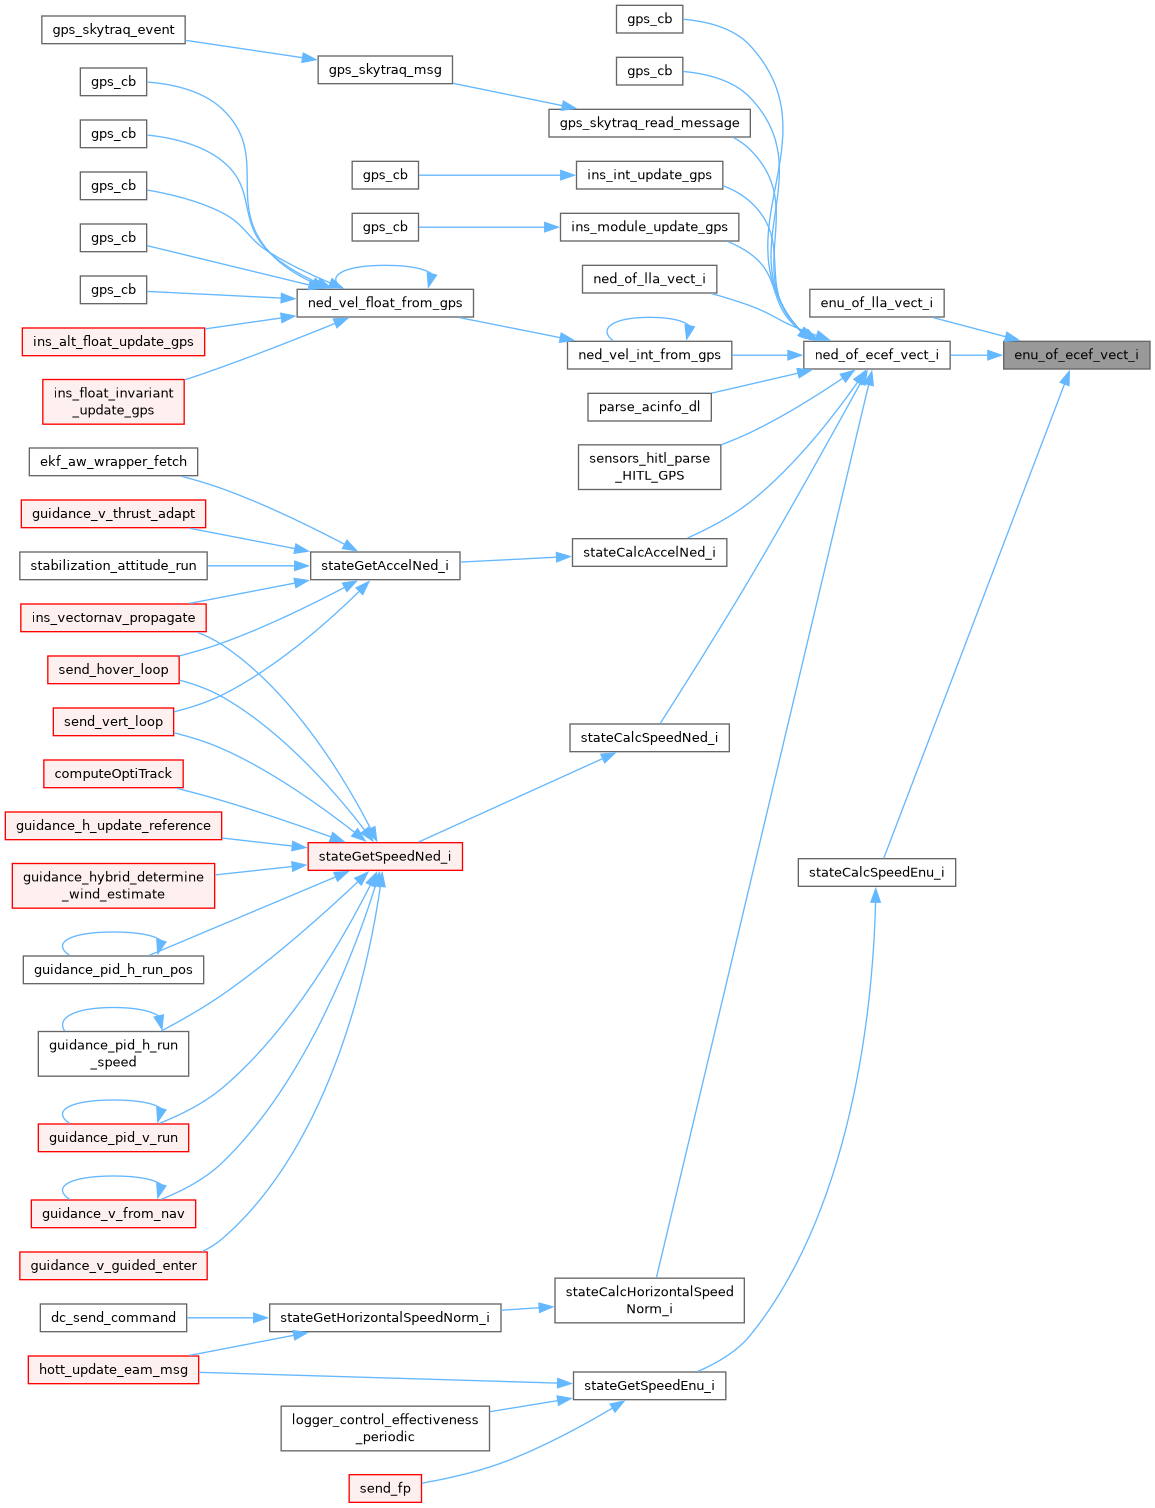 gps_cb
gps_skytraq_event
gps_skytraq_msg
gps_cb
gps_cb
gps_skytraq_read_message
gps_cb
gps_cb
ins_int_update_gps
gps_cb
gps_cb
ins_module_update_gps
gps_cb
gps_cb
ned_of_lla_vect_i
gps_cb
ned_vel_float_from_gps
enu_of_lla_vect_i
ins_alt_float_update_gps
ned_vel_int_from_gps
ned_of_ecef_vect_i
enu_of_ecef_vect_i
ins_float_invariant
_update_gps
parse_acinfo_dl
ekf_aw_wrapper_fetch
sensors_hitl_parse
_HITL_GPS
guidance_v_thrust_adapt
stabilization_attitude_run
stateGetAccelNed_i
stateCalcAccelNed_i
ins_vectornav_propagate
send_hover_loop
send_vert_loop
stateCalcSpeedNed_i
computeOptiTrack
guidance_h_update_reference
stateGetSpeedNed_i
guidance_hybrid_determine
_wind_estimate
stateCalcSpeedEnu_i
guidance_pid_h_run_pos
guidance_pid_h_run
_speed
guidance_pid_v_run
guidance_v_from_nav
guidance_v_guided_enter
stateCalcHorizontalSpeed
Norm_i
dc_send_command
stateGetHorizontalSpeedNorm_i
hott_update_eam_msg
stateGetSpeedEnu_i
logger_control_effectiveness
_periodic
send_fp